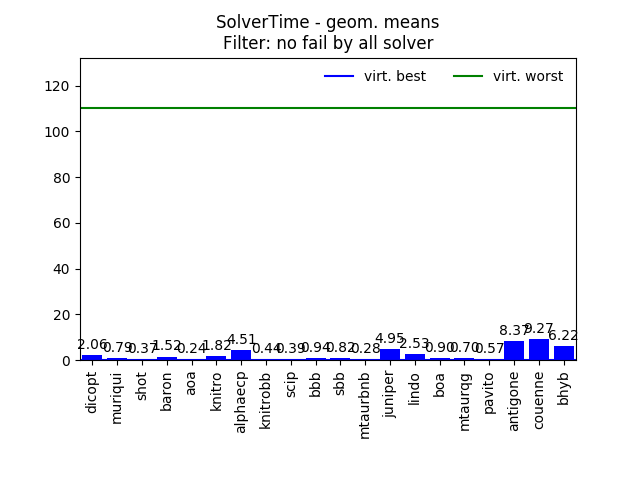 SolverTime - geom. means
Filter: no fail by all solver
virt. best virt. worst
120
100
80
60
40
20
0
2.06 0.79 0.37 1.52 0.24 1.82 4.51 0.44 0.39 0.94 0.82 0.28 4.95 2.53 0.90 0.70 0.57 8.37 9.27 6.22
dicopt
muriqui
shot
baron
aoa
knitro
alphaecp
knitrobb
scip
bbb
sbb
mtaurbnb
juniper
lindo
boa
mtaurqg
pavito
antigone
couenne
bhyb